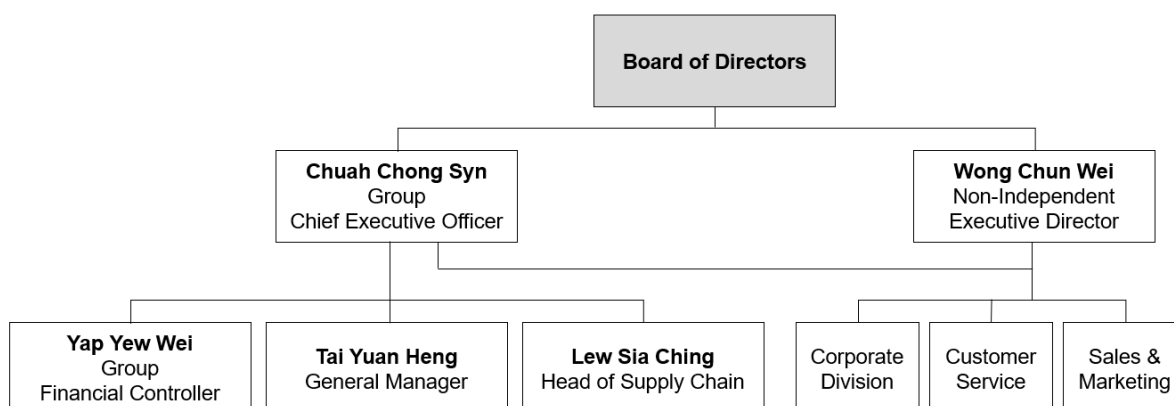 Board of Directors
Chuah Chong Syn
Group
Chief Executive Officer
Wong Chun Wei
Non-Independent
Executive Director
Yap Yew Wei
Group
Financial Controller
Tai Yuan Heng
General Manager
Lew Sia Ching
Head of Supply Chain
Corporate
Division
Customer
Service
Sales &
Marketing